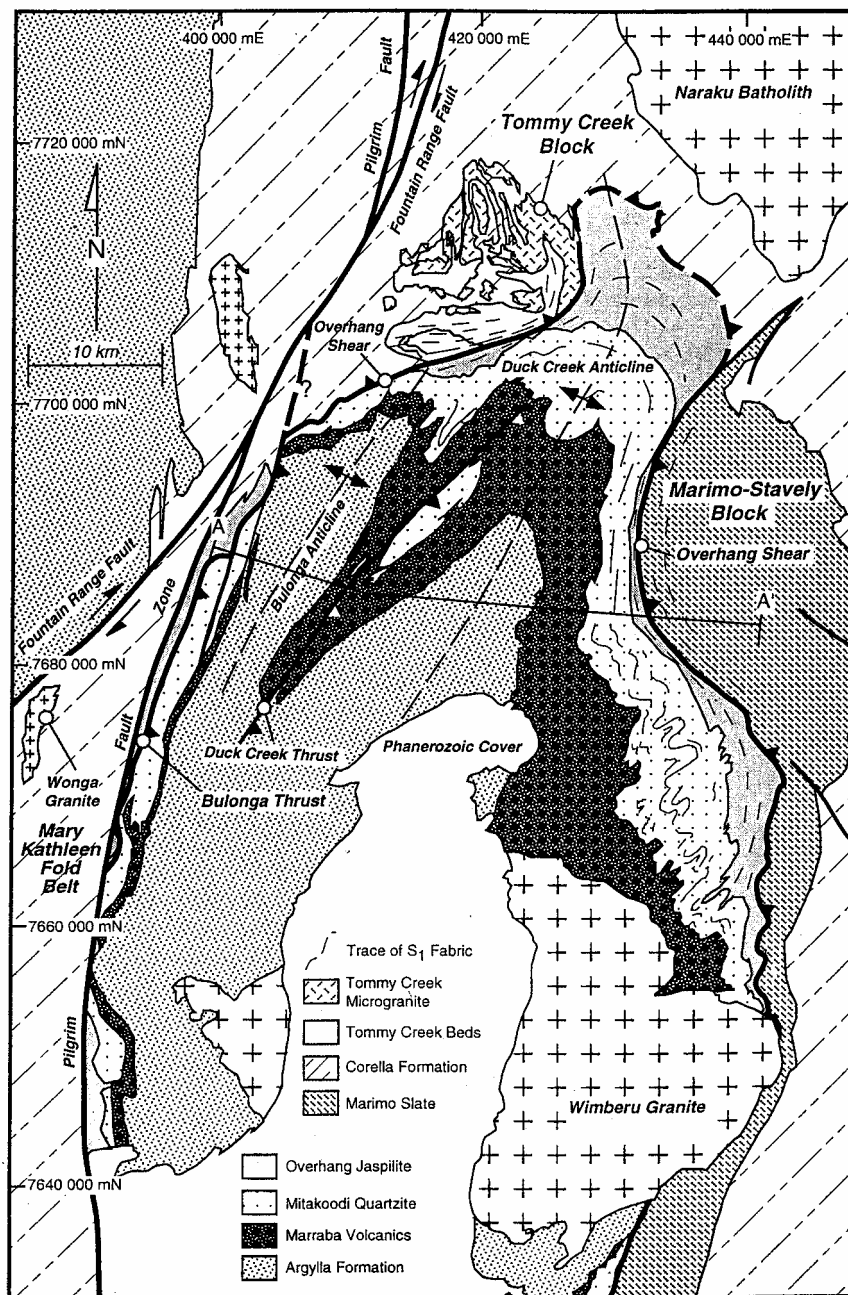 400 000 mE
420 000 mE
440 000 mE
Naraku Batholith
Fault
Pilgrim
Fountain Range Fault
Tommy Creek
Block
7720 000 mN
N
10 km
Overhang
Shear
?
Duck Creek Anticline
7700 000 mN
Marimo-Stavely
Block
Overhang Shear
A
A'
Bulonga Anticline
Fountain Range Fault
Zone
7680 000 mN
Fault
Duck Creek Thrust
Phanerozoic Cover
Bulonga Thrust
Wonga
Granite
Mary
Kathleen
Fold
Belt
7660 000 mN
Pilgrim
Trace of S1 Fabric
Tommy Creek
Microgranite
Tommy Creek Beds
Corella Formation
Marimo Slate
Wimberu Granite
Overhang Jaspilite
Mitakoodi Quartzite
Marraba Volcanics
Argylla Formation
7640 000 mN